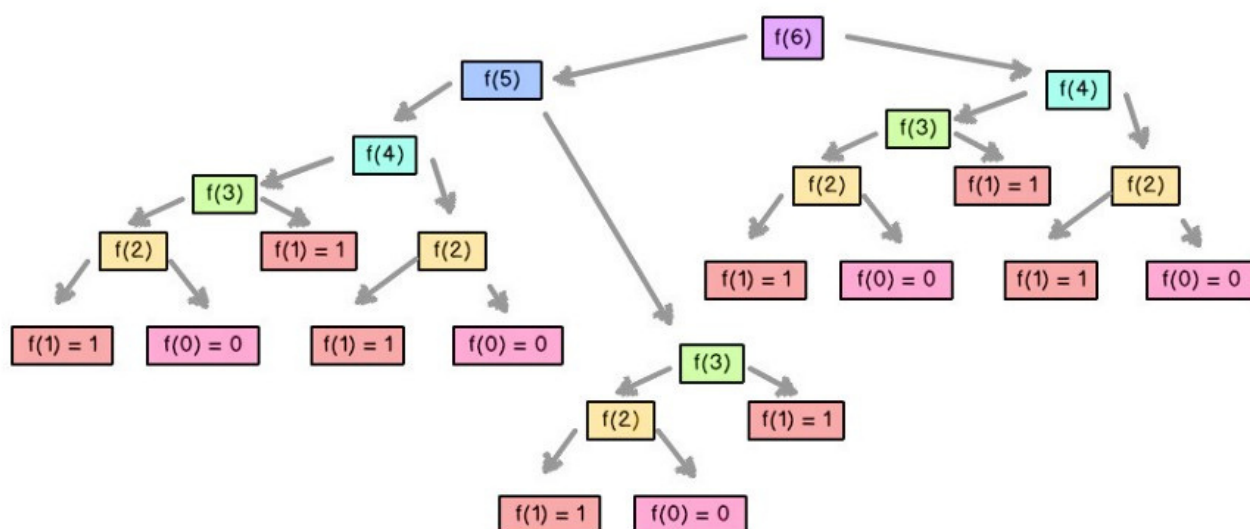 f(6)
f(5)
f(4)
f(3)
f(4)
f(2)
f(1) = 1
f(2)
f(3)
f(2)
f(1) = 1
f(2)
f(1) = 1
f(0) = 0
f(1) = 1
f(0) = 0
f(1) = 1
f(0) = 0
f(1) = 1
f(0) = 0
f(3)
f(2)
f(1) = 1
f(1) = 1
f(0) = 0